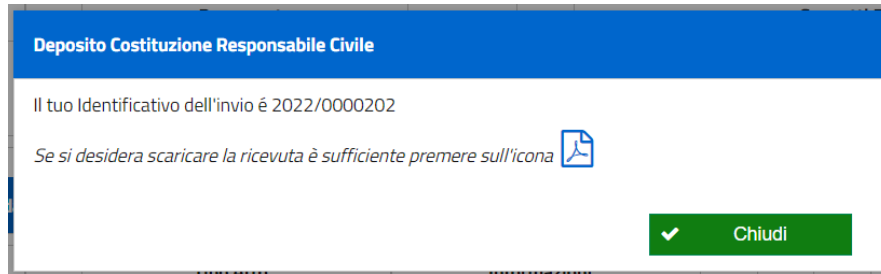 Deposito Costituzione Responsabile Civile
Il tuo Identificativo dell'invio é 2022/0000202
Se si desidera scaricare la ricevuta è sufficiente premere sull'icona
Chiudi